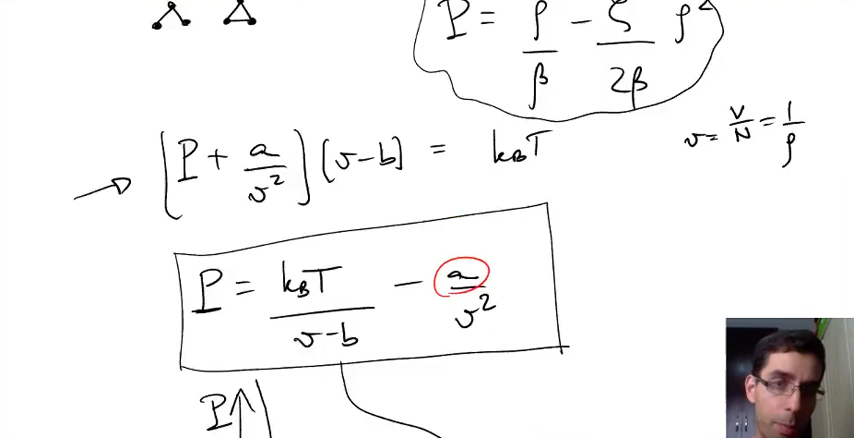 P = ρ/β − ζ/2β ρ²
v = V/N = 1/ρ
→ (P + a/v²)(v−b) = k_BT
P = k_BT/(v−b) − a/v²
P↑